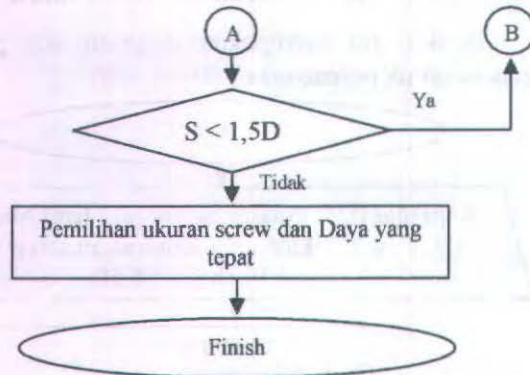 A
B
Ya
S < 1,5D
Tidak
Pemilihan ukuran screw dan Daya yang
tepat
Finish